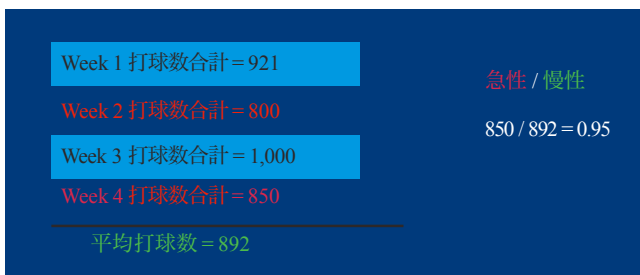 Week 1 打球数合計 = 921
Week 2 打球数合計 = 800
Week 3 打球数合計 = 1,000
Week 4 打球数合計 = 850
平均打球数 = 892
急性 / 慢性
850 / 892 = 0.95